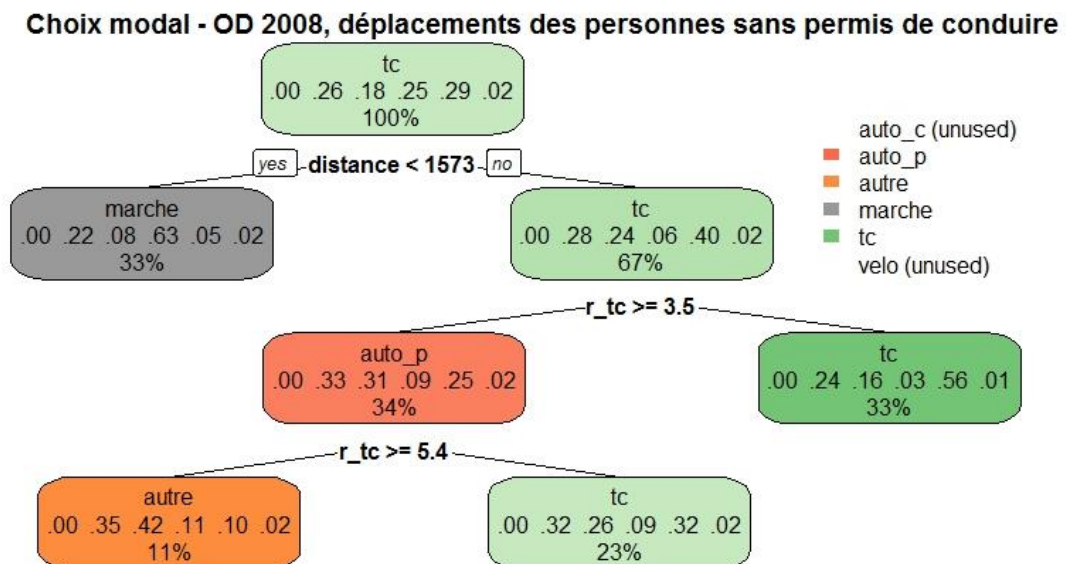 Choix modal - OD 2008, déplacements des personnes sans permis de conduire
tc
.00 .26 .18 .25 .29 .02
100%
auto_c (unused)
auto_p
autre
marche
tc
velo (unused)
yes distance < 1573 no
marche
.00 .22 .08 .63 .05 .02
33%
tc
.00 .28 .24 .06 .40 .02
67%
r_tc >= 3.5
auto_p
.00 .33 .31 .09 .25 .02
34%
tc
.00 .24 .16 .03 .56 .01
33%
r_tc >= 5.4
autre
.00 .35 .42 .11 .10 .02
11%
tc
.00 .32 .26 .09 .32 .02
23%